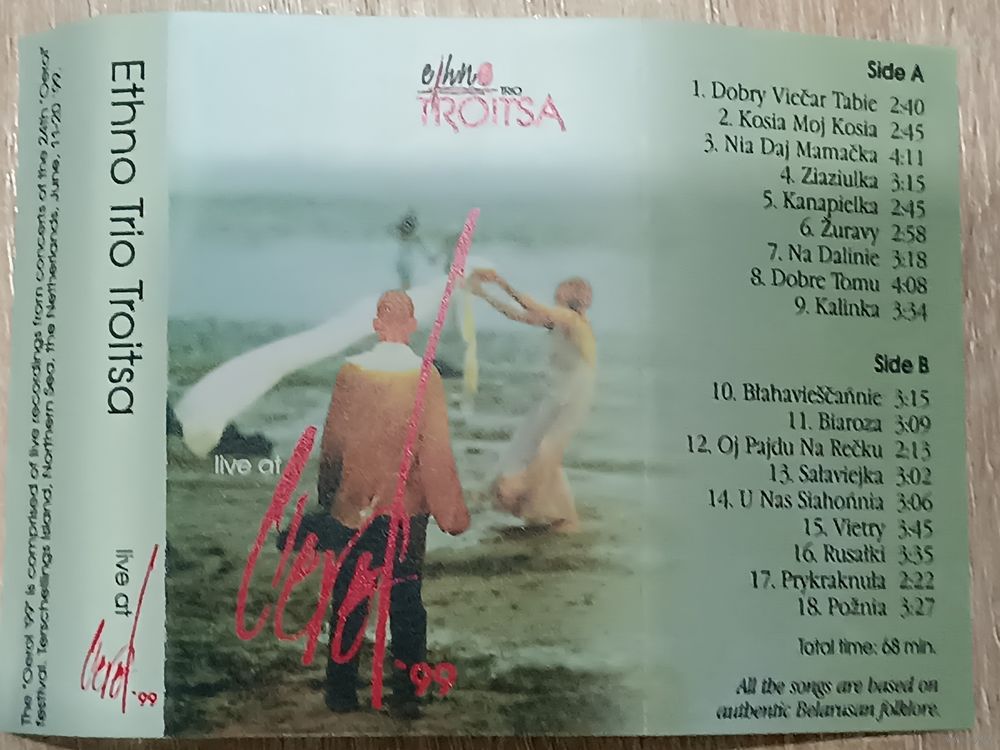 The "Oerol '99" is comprised of live recordings from concerts of the 24th "Oerol"
festival. Terschellings Island, Northern Sea, the Netherlands, June, 11-20 '99.
Ethno Trio Troitsa
live at
Oerol '99
ethno
TRIO
TROITSA
live at
Oerol '99
Side A
1. Dobry Viečar Tabie 2:40
2. Kosia Moj Kosia 2:45
3. Nia Daj Mamačka 4:11
4. Ziaziulka 3:15
5. Kanapielka 2:45
6. Žuravy 2:58
7. Na Dalinie 3:18
8. Dobre Tomu 4:08
9. Kalinka 3:34
Side B
10. Błahavieščańnie 3:15
11. Biaroza 3:09
12. Oj Pajdu Na Rečku 2:13
13. Sałaviejka 3:02
14. U Nas Siahońnia 3:06
15. Vietry 3:45
16. Rusałki 3:35
17. Prykraknuła 2:22
18. Požnia 3:27
Total time: 68 min.
All the songs are based on
authentic Belarusan folklore.